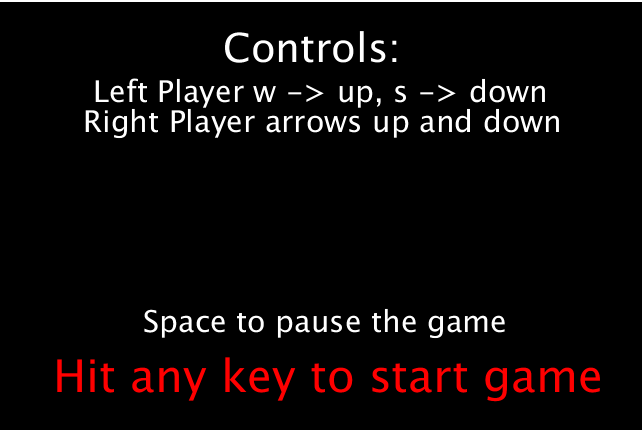 Controls:
Left Player w -> up, s -> down
Right Player arrows up and down
Space to pause the game
Hit any key to start game